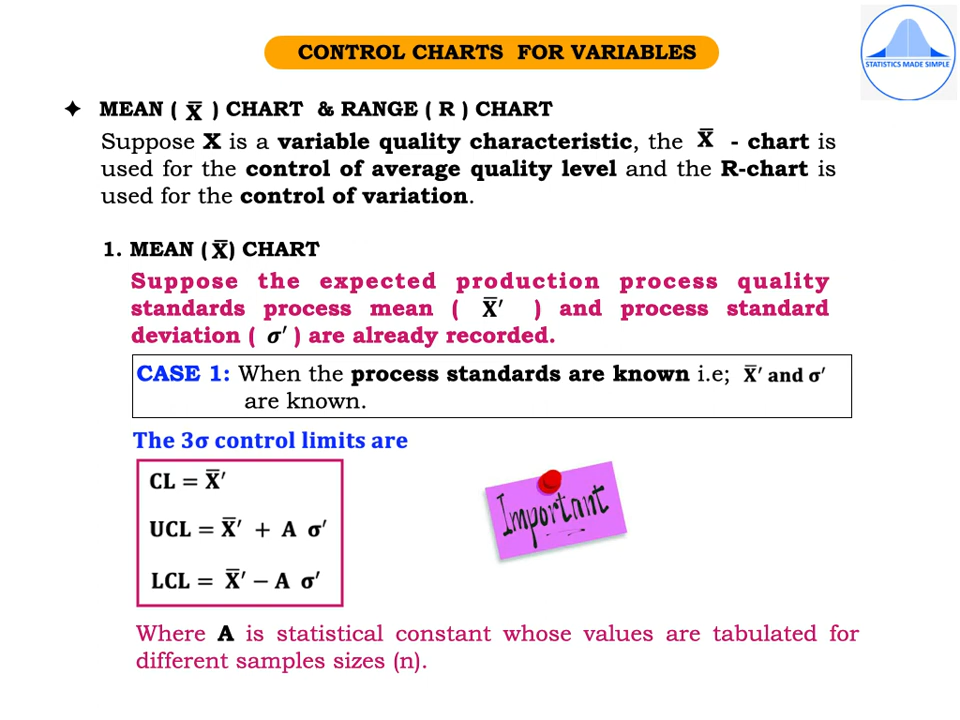 CONTROL CHARTS FOR VARIABLES
STATISTICS MADE SIMPLE
✦ MEAN ( X̅ ) CHART & RANGE ( R ) CHART
Suppose X is a variable quality characteristic, the X̅ - chart is
used for the control of average quality level and the R-chart is
used for the control of variation.
1. MEAN (X̅) CHART
Suppose the expected production process quality
standards process mean ( X̅′ ) and process standard
deviation ( σ′ ) are already recorded.
CASE 1: When the process standards are known i.e; X̅′ and σ′
are known.
The 3σ control limits are
CL = X̅′
UCL = X̅′ + A σ′
LCL = X̅′ − A σ′
Important
Where A is statistical constant whose values are tabulated for
different samples sizes (n).